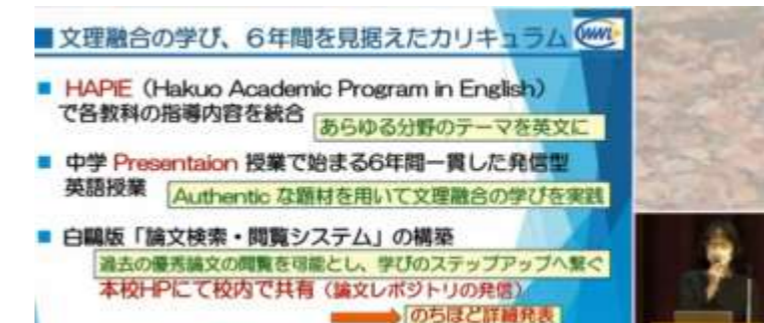 ■文理融合の学び、6年間を見据えたカリキュラム
WWL
■ HAPiE（Hakuo Academic Program in English）
で各教科の指導内容を統合
あらゆる分野のテーマを英文に
■ 中学 Presentaion 授業で始まる6年間一貫した発信型
英語授業
Authentic な題材を用いて文理融合の学びを実践
■ 白鷗版「論文検索・閲覧システム」の構築
過去の優秀論文の閲覧を可能とし、学びのステップアップへ繋ぐ
本校HPにて校内で共有（論文レポジトリの発信）
のちほど詳細発表